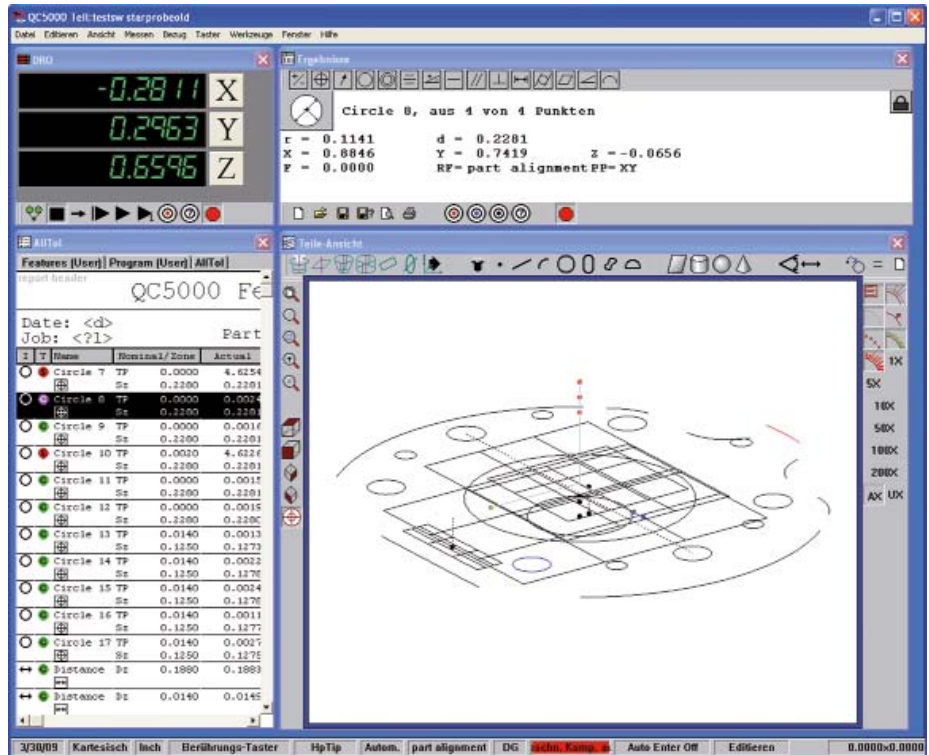 QC5000 Teil:testsw starprobeold
Datei Editieren Ansicht Messen Bezug Taster Werkzeuge Fenster Hilfe
DRO
-0.2811 X
0.2963 Y
0.6596 Z
Ergebnisse
Circle 8, aus 4 von 4 Punkten
r = 0.1141 d = 0.2281
X = 0.8846 Y = 0.7419 Z =-0.0656
F = 0.0000 RF= part alignment PP= XY
AllTol
Features (User) Program (User) AllTol
report header
QC5000 Fe
Date: <d>
Job: <?1> Part
I T Name Nominal/Zone Actual
Circle 7 TP 0.0000 4.6254
Sz 0.2280 0.2281
Circle 8 TP 0.0000 0.0024
Sz 0.2280 0.2281
Circle 9 TP 0.0000 0.0016
Sz 0.2280 0.2281
Circle 10 TP 0.0020 4.6226
Sz 0.2280 0.2281
Circle 11 TP 0.0000 0.0015
Sz 0.2280 0.2281
Circle 12 TP 0.0000 0.0019
Sz 0.2280 0.2280
Circle 13 TP 0.0140 0.0013
Sz 0.1250 0.1273
Circle 14 TP 0.0140 0.0022
Sz 0.1250 0.1278
Circle 15 TP 0.0140 0.0024
Sz 0.1250 0.1278
Circle 16 TP 0.0140 0.0011
Sz 0.1250 0.1277
Circle 17 TP 0.0140 0.0027
Sz 0.1250 0.1275
Distance Dz 0.1880 0.1883
Distance Dz 0.0140 0.0149
Teile-Ansicht
1X
5X
10X
50X
100X
200X
AX UX
3/30/09 Kartesisch Inch Berührungs-Taster HpTip Autom. part alignment DG Komp. Auto Enter Off Editieren 0.0000x0.0000